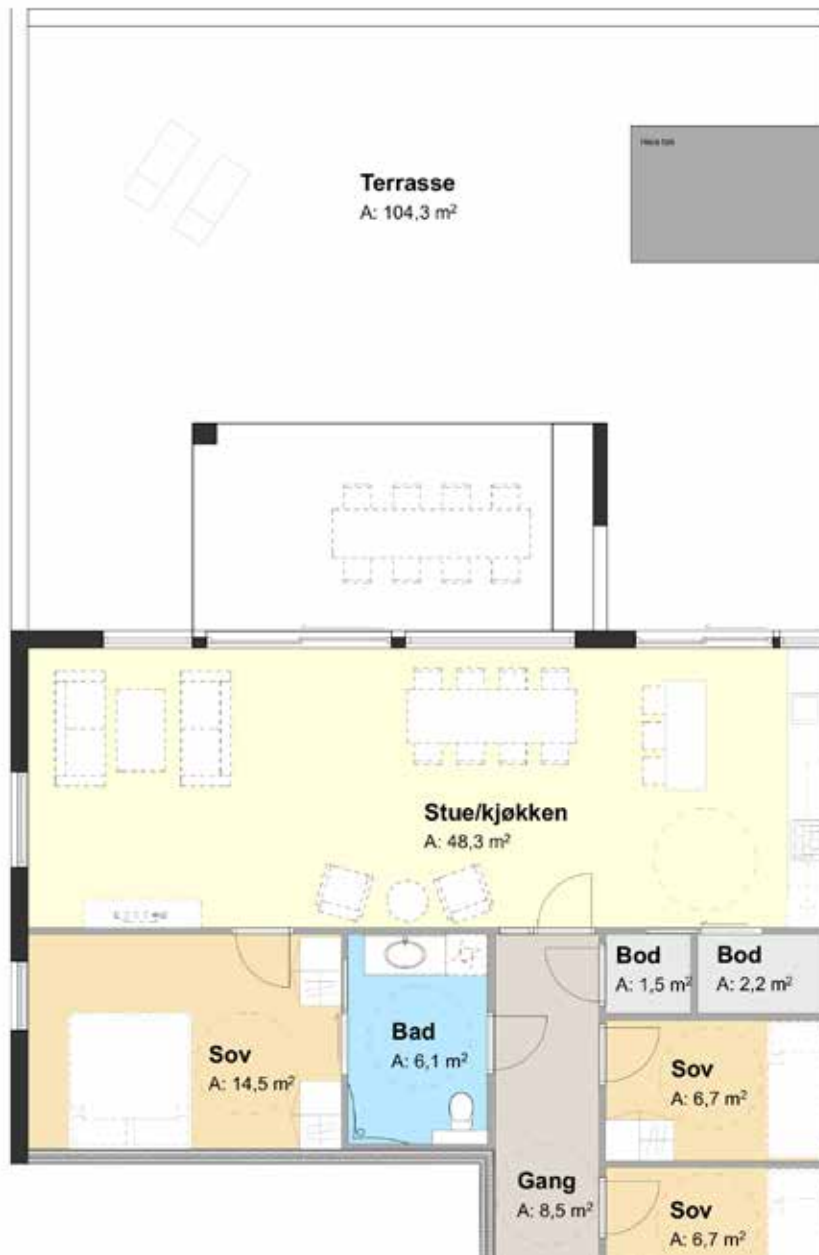 Terrasse
A: 104,3 m²
Stue/kjøkken
A: 48,3 m²
Bod
A: 1,5 m²
Bod
A: 2,2 m²
Bad
A: 6,1 m²
Sov
A: 14,5 m²
Sov
A: 6,7 m²
Gang
A: 8,5 m²
Sov
A: 6,7 m²